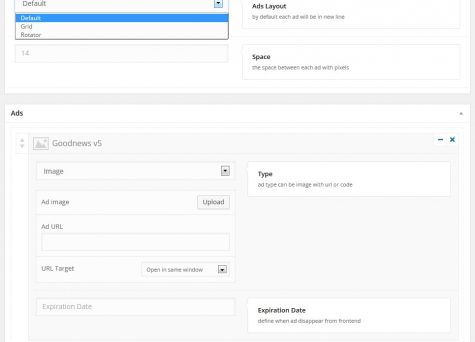 Default
Ads Layout
by default each ad will be in new line
Default
Grid
Rotator
14
Space
the space between each ad with pixels
Ads
Goodnews v5
Image
Type
ad type can be image with url or code
Ad image
Upload
Ad URL
URL Target
Open in same window
Expiration Date
Expiration Date
define when ad disappear from frontend